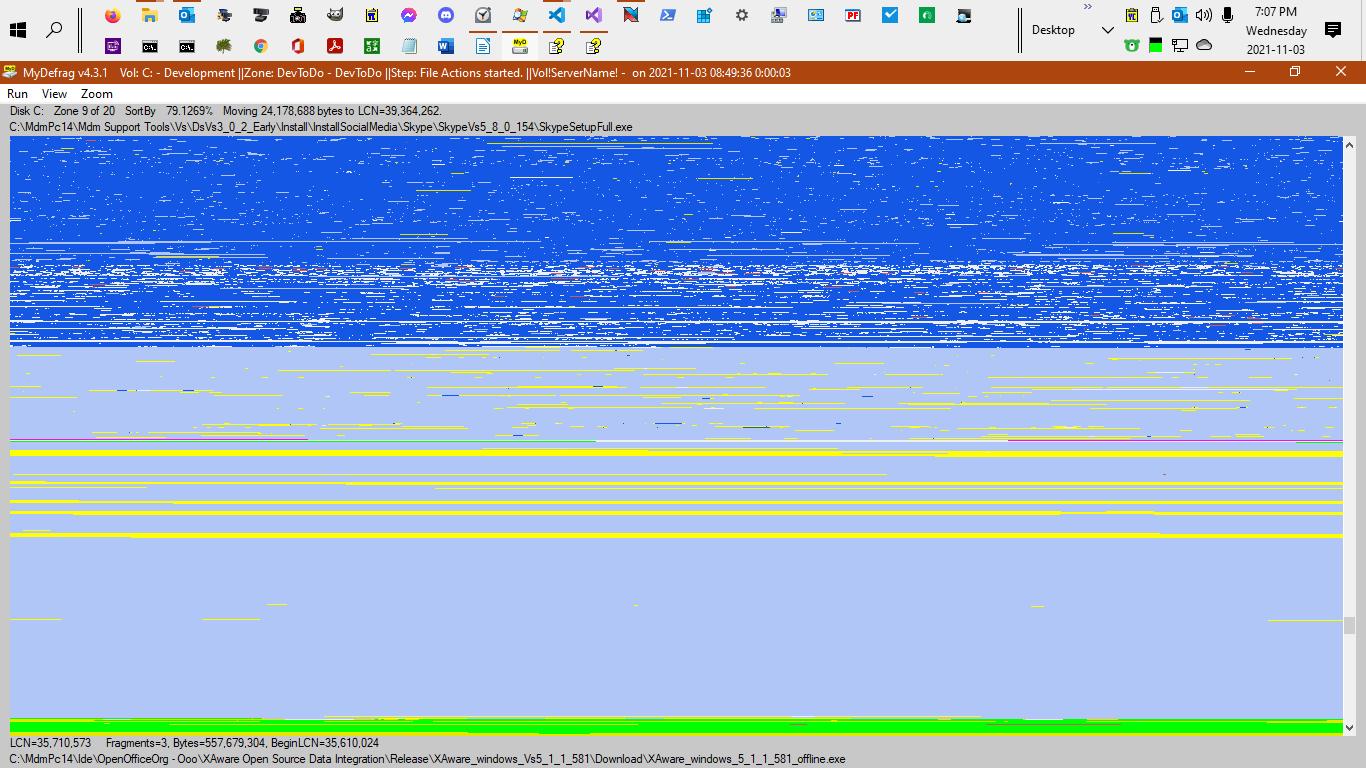 7:07 PM
Desktop
Wednesday
2021-11-03
MyDefrag v4.3.1 Vol: C: - Development ||Zone: DevToDo - DevToDo ||Step: File Actions started. ||Vol!ServerName! - on 2021-11-03 08:49:36 0:00:03
Run View Zoom
Disk C: Zone 9 of 20 SortBy 79.1269% Moving 24,178,688 bytes to LCN=39,364,262.
C:\MdmPc14\Mdm Support Tools\Vs\DsVs3_0_2_Early\Install\InstallSocialMedia\Skype\SkypeVs5_8_0_154\SkypeSetupFull.exe
LCN=35,710,573 Fragments=3, Bytes=557,679,304, BeginLCN=35,610,024
C:\MdmPc14\Ide\OpenOfficeOrg - Ooo\XAware Open Source Data Integration\Release\XAware_windows_Vs5_1_1_581\Download\XAware_windows_5_1_1_581_offline.exe